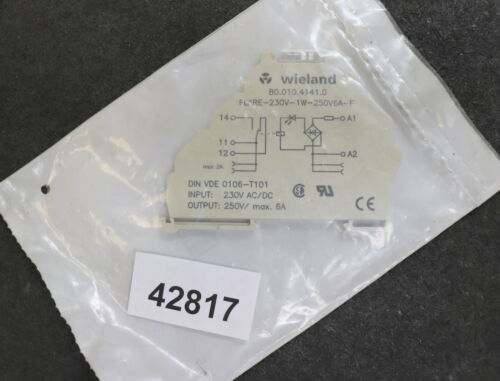 wieland
80.010.4141.0
FLARE-230V-1W-250V6A-F
14
A1
11
12
A2
max. 2A
DIN VDE 0106-T101
INPUT: 230V AC/DC
OUTPUT: 250V/ max. 6A
CE
42817